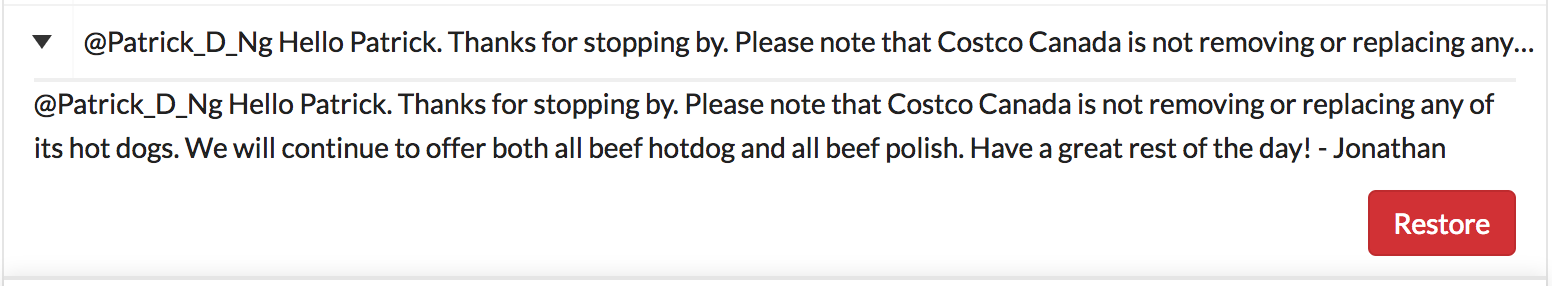 @Patrick_D_Ng Hello Patrick. Thanks for stopping by. Please note that Costco Canada is not removing or replacing any...
@Patrick_D_Ng Hello Patrick. Thanks for stopping by. Please note that Costco Canada is not removing or replacing any of
its hot dogs. We will continue to offer both all beef hotdog and all beef polish. Have a great rest of the day! - Jonathan
Restore